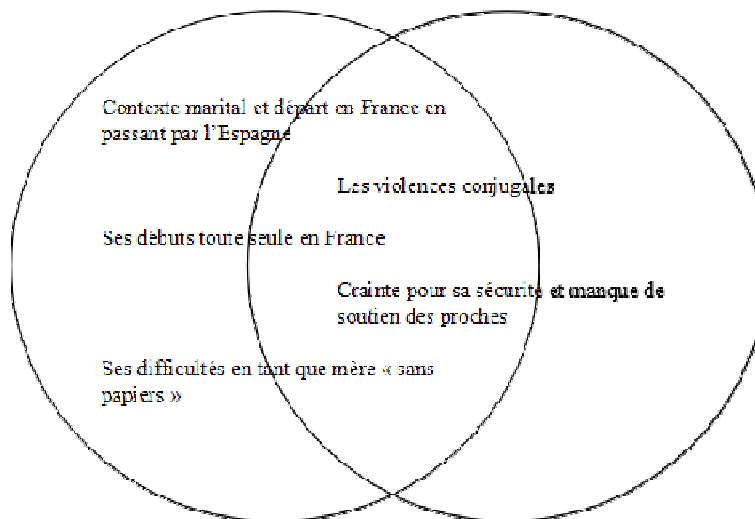 Contexte marital et départ en France en
passant par l'Espagne
Les violences conjugales
Ses débuts toute seule en France
Crainte pour sa sécurité et manque de
soutien des proches
Ses difficultés en tant que mère « sans
papiers »